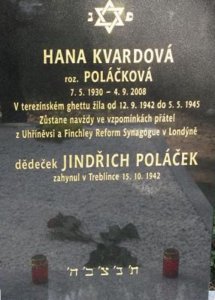 HANA KVARDOVÁ
roz. POLÁČKOVÁ
7. 5. 1930 – 4. 9. 2008
V terezínském ghettu žila od 12. 9. 1942 do 5. 5. 1945
Zůstane navždy ve vzpomínkách přátel
z Uhříněvsi a Finchley Reform Synagogue v Londýně
dědeček JINDŘICH POLÁČEK
zahynul v Treblince 15. 10. 1942
ת׳ נ׳ צ׳ ב׳ ה׳